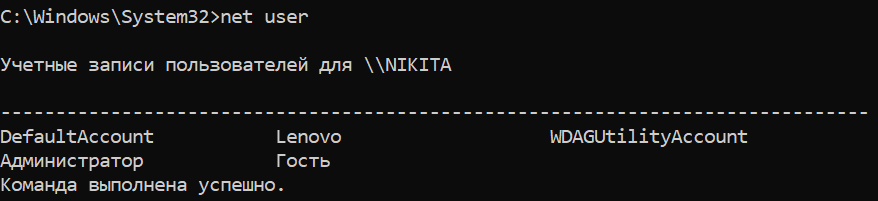 C:\Windows\System32>net user
Учетные записи пользователей для \\NIKITA
-------------------------------------------------------------------------------
DefaultAccount           Lenovo                   WDAGUtilityAccount
Администратор            Гость
Команда выполнена успешно.